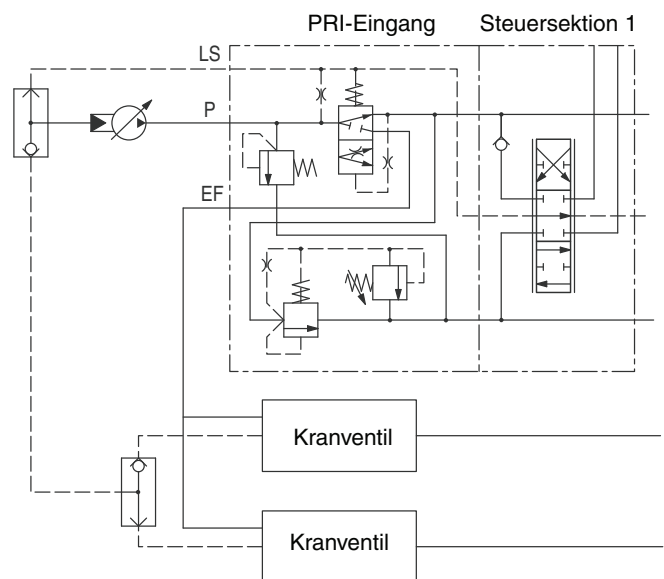 PRI-Eingang
Steuersektion 1
LS
P
EF
Kranventil
Kranventil